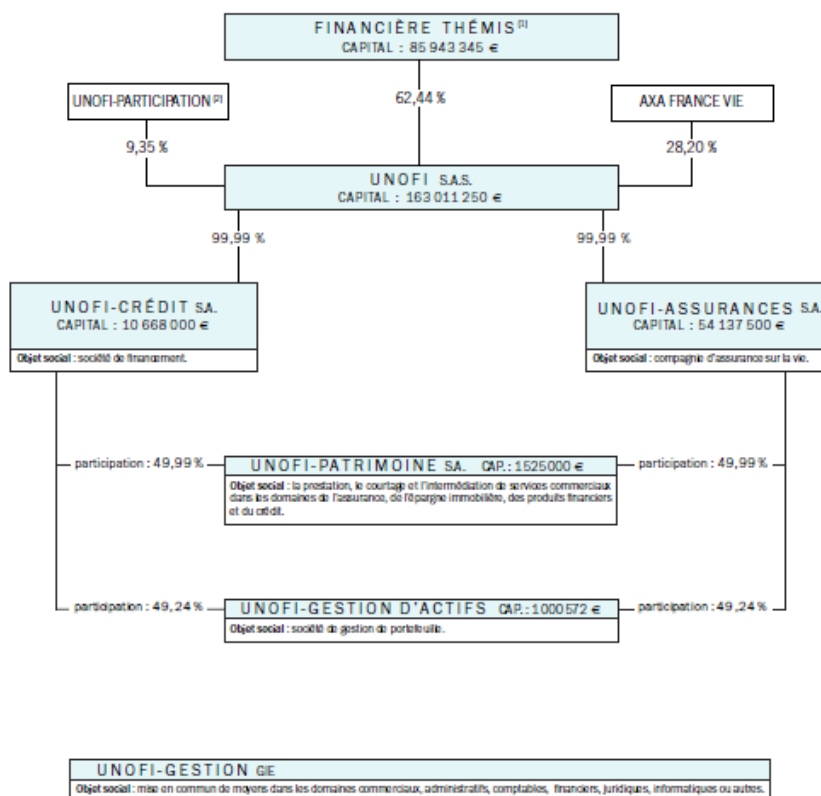 FINANCIÈRE THÉMIS [1]
CAPITAL : 85 943 345 €
UNOFI-PARTICIPATION [2]
62,44 %
AXA FRANCE VIE
9,35 %
28,20 %
UNOFI S.A.S.
CAPITAL : 163 011 250 €
99,99 %
99,99 %
UNOFI-CRÉDIT S.A.
CAPITAL : 10 668 000 €
Objet social : société de financement.
UNOFI-ASSURANCES S.A.
CAPITAL : 54 137 500 €
Objet social : compagnie d'assurance sur la vie.
participation : 49,99 %
UNOFI-PATRIMOINE S.A. CAP.: 1525000 €
participation : 49,99 %
Objet social : la prestation, le courtage et l'intermédiation de services commerciaux
dans les domaines de l'assurance, de l'épargne immobilière, des produits financiers
et du crédit.
participation : 49,24 %
UNOFI-GESTION D'ACTIFS CAP.: 1000572 €
participation : 49,24 %
Objet social : société de gestion de portefeuille.
UNOFI-GESTION GIE
Objet social : mise en commun de moyens dans les domaines commerciaux, administratifs, comptables, financiers, juridiques, informatiques ou autres.